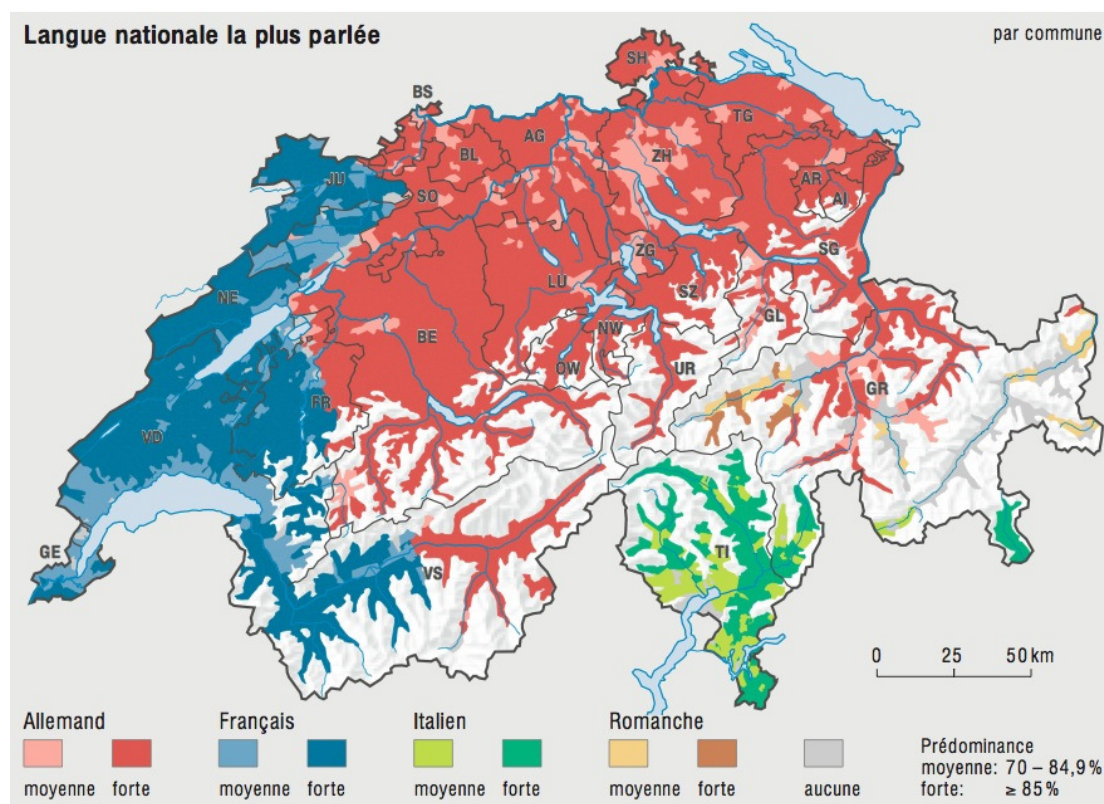 Langue nationale la plus parlée
par commune
SH
BS
TG
BL
AG
ZH
JU
AR
SO
AI
ZG
SG
LU
NE
SZ
GL
NW
BE
OW
UR
GR
FR
VD
GE
TI
VS
0 25 50 km
Allemand Français Italien Romanche
Prédominance
moyenne: 70 – 84,9%
forte: ≥ 85%
moyenne forte moyenne forte moyenne forte moyenne forte aucune